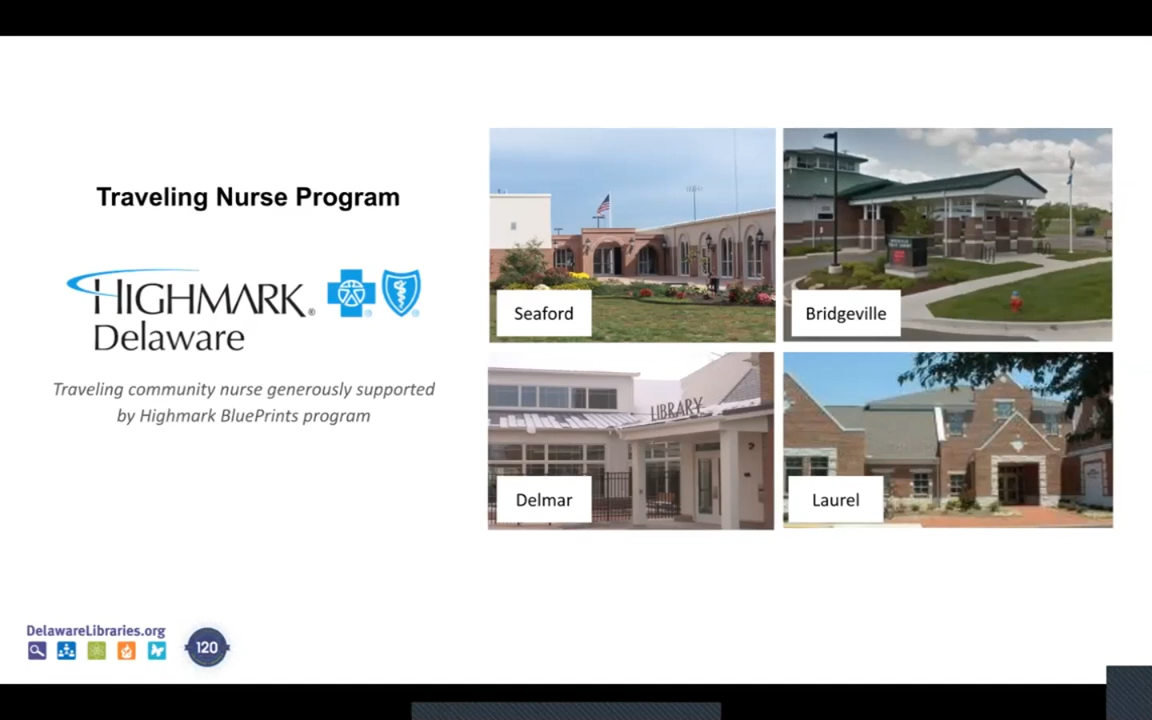 Traveling Nurse Program
HIGHMARK®
Delaware
Traveling community nurse generously supported
by Highmark BluePrints program
Seaford
Bridgeville
LIBRARY
Delmar
Laurel
DelawareLibraries.org
120